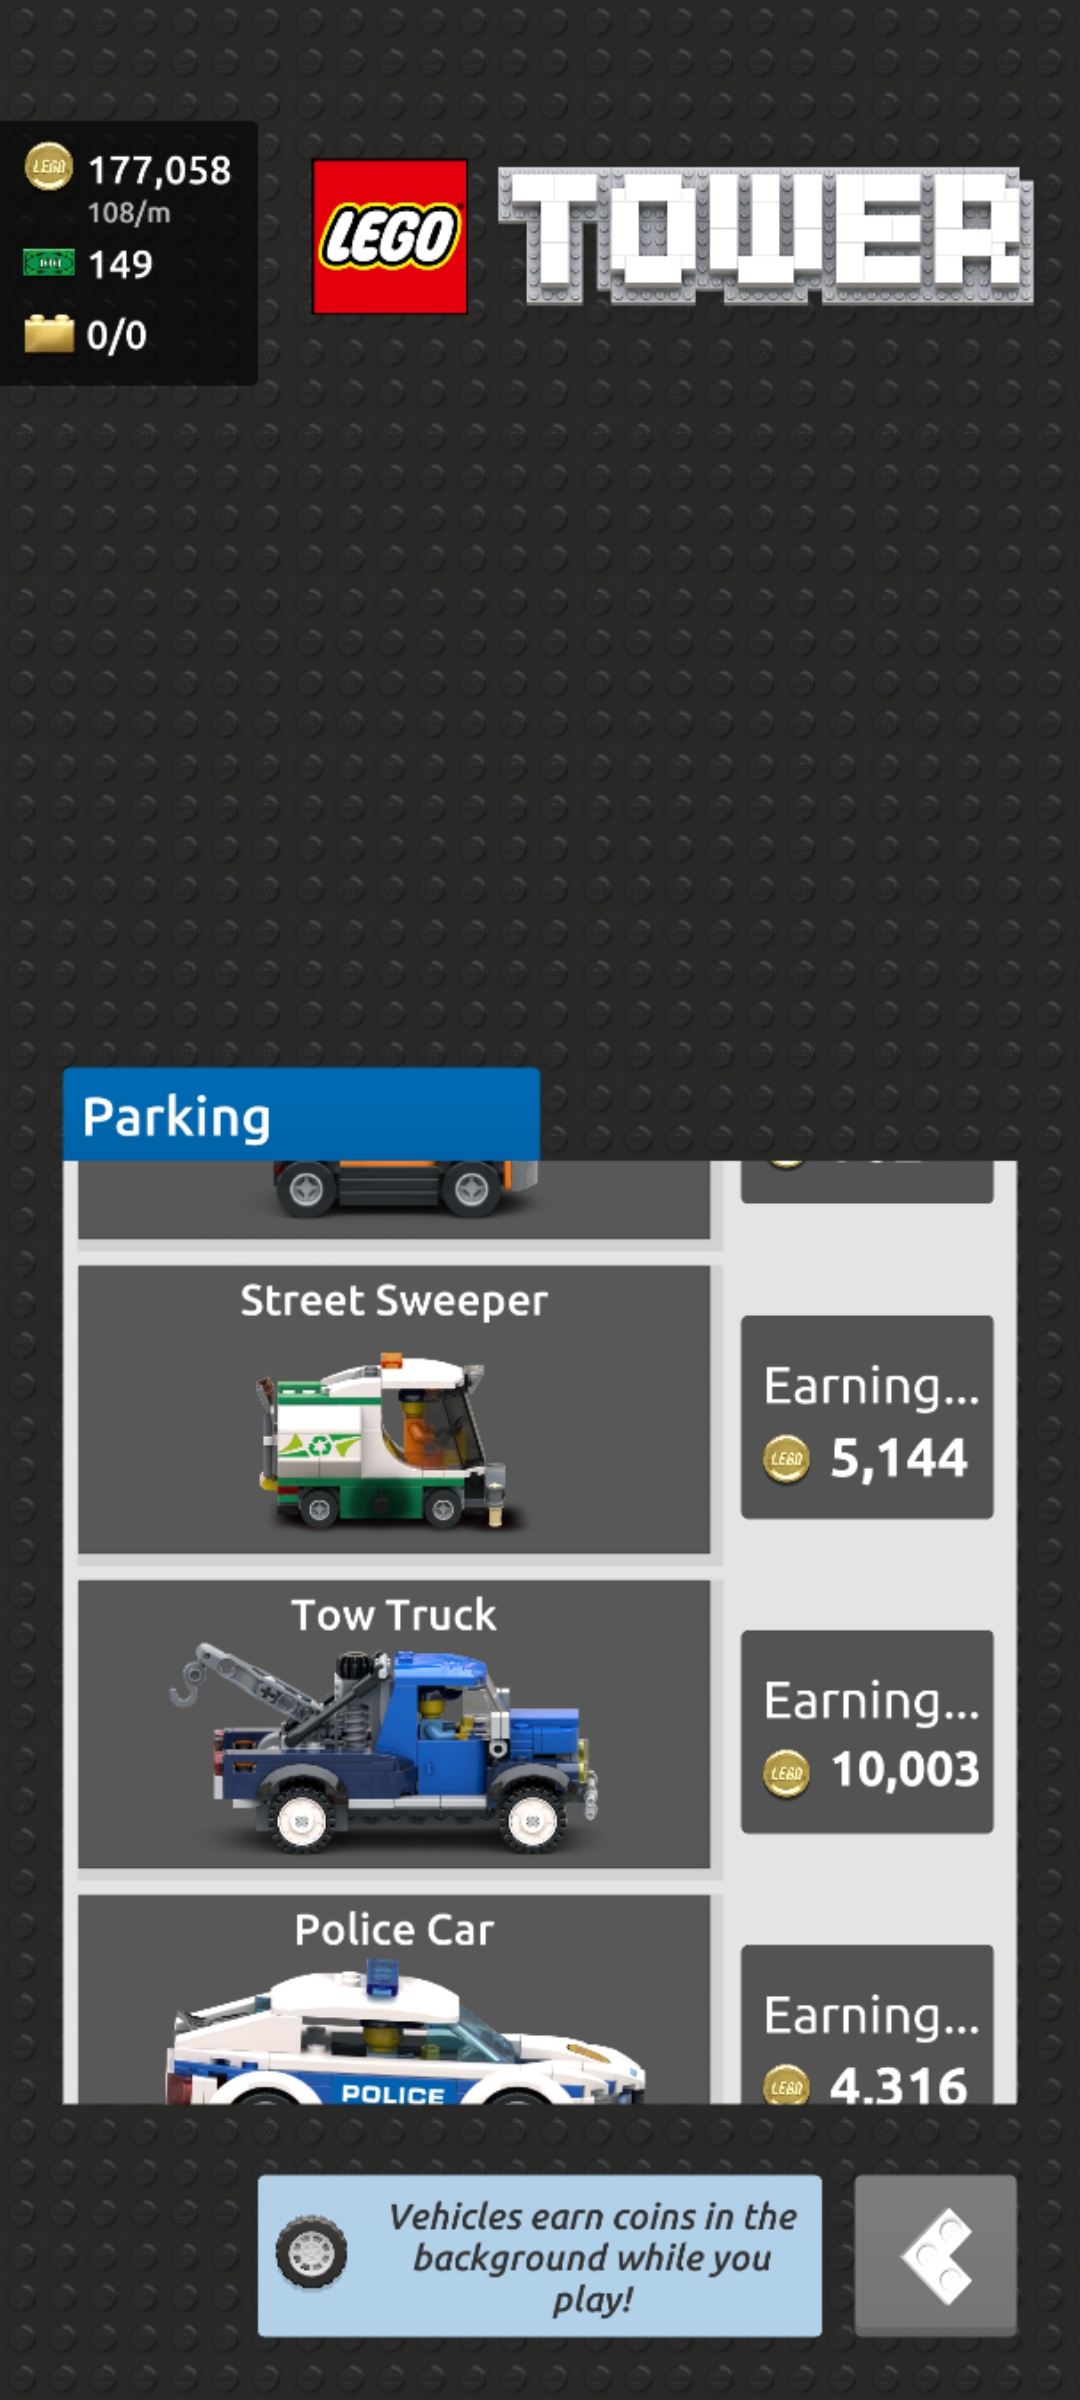 177,058
108/m
149
0/0
LEGO
TOWER
Parking
Street Sweeper
Earning...
5,144
Tow Truck
Earning...
10,003
Police Car
Earning...
4,316
POLICE
Vehicles earn coins in the
background while you
play!